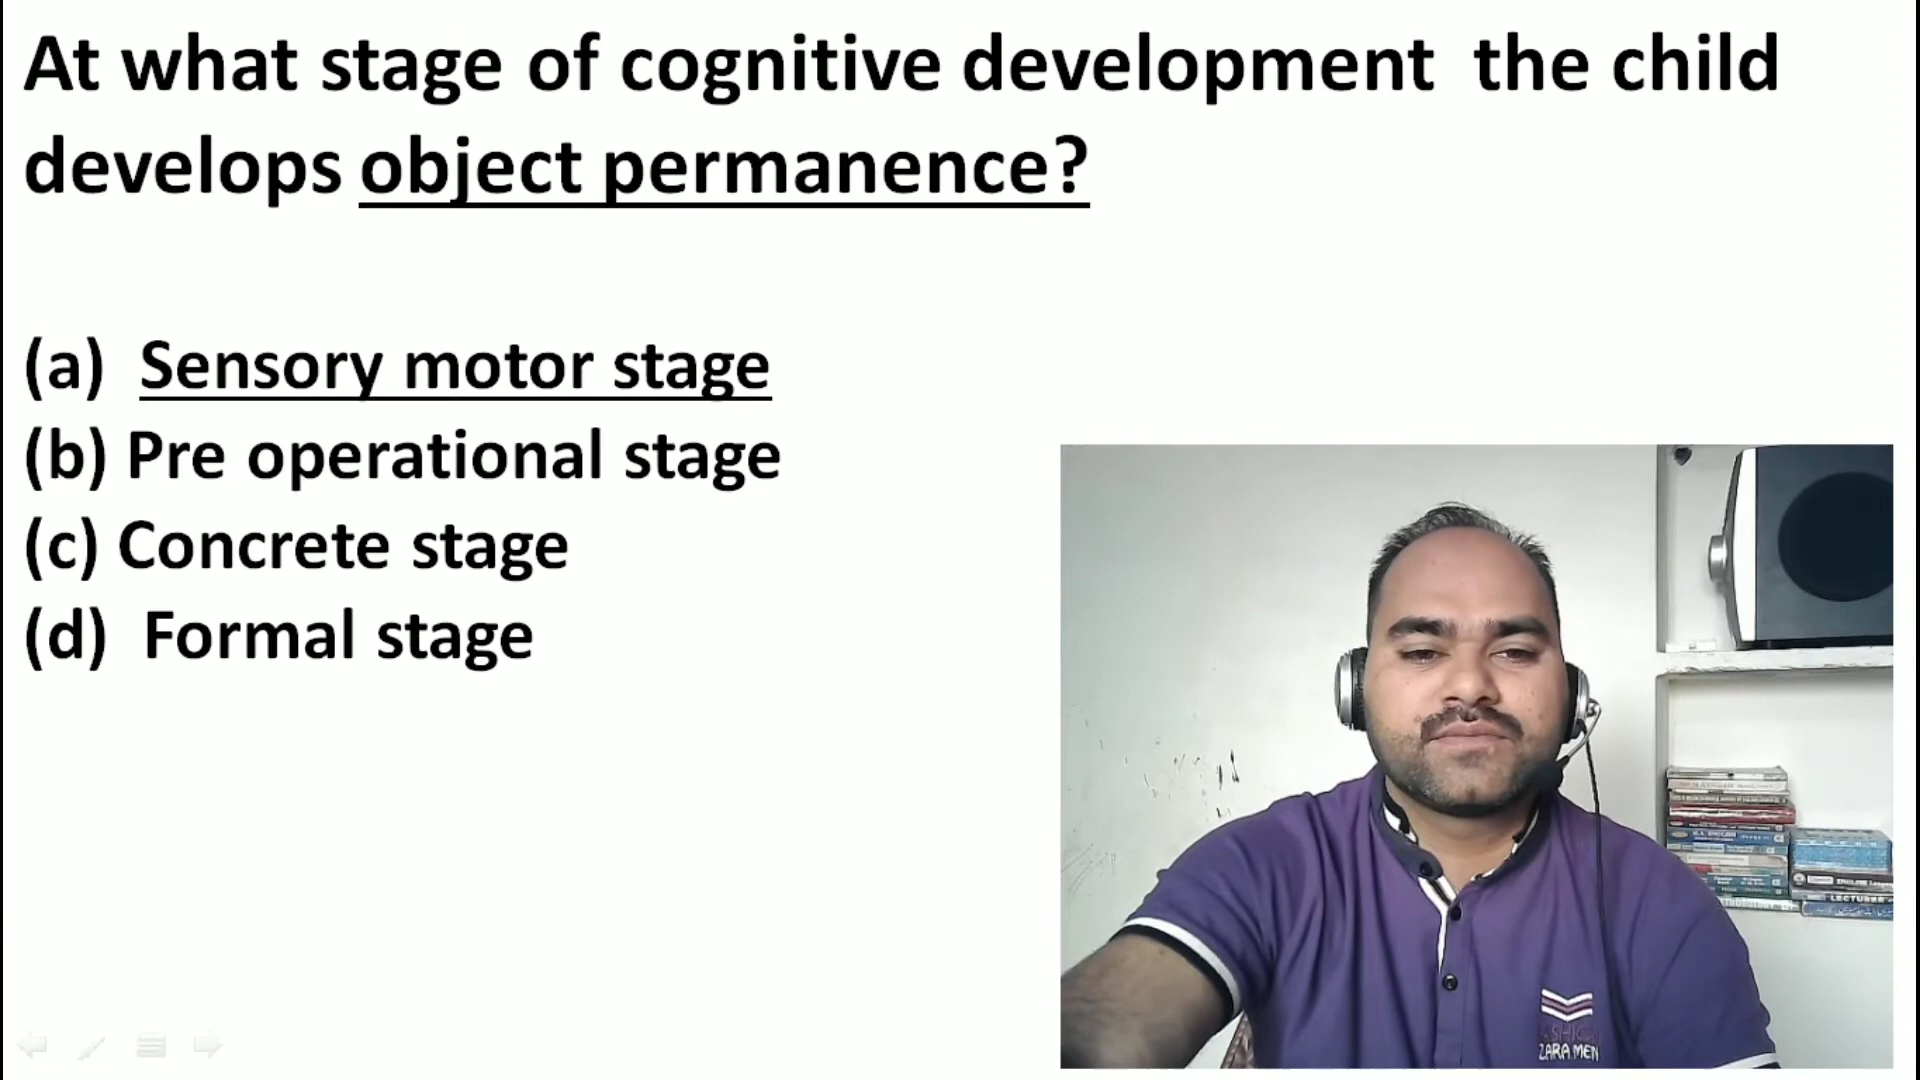 At what stage of cognitive development the child
develops object permanence?
(a) Sensory motor stage
(b) Pre operational stage
(c) Concrete stage
(d) Formal stage
ZARA MEN
LECTURER